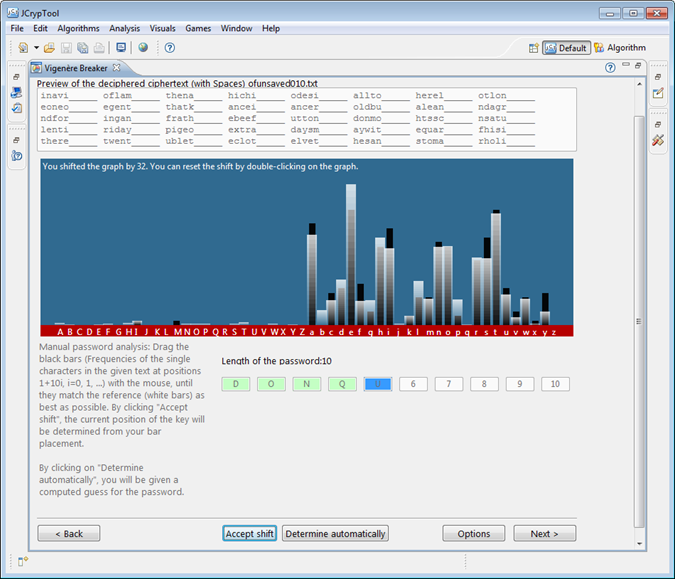 JCrypTool
File Edit Algorithms Analysis Visuals Games Window Help
Default Algorithm
Vigenère Breaker
Preview of the deciphered ciphertext (with Spaces) ofunsaved010.txt
inavi_____ oflam_____ thena_____ hichi_____ odesi_____ allto_____ herel_____ otlon_____
eoneo_____ egent_____ thatk_____ ancei_____ ancer_____ oldbu_____ alean_____ ndagr_____
ndfor_____ ingan_____ frath_____ ebeef_____ utton_____ donmo_____ htssc_____ nsatu_____
lenti_____ riday_____ pigeo_____ extra_____ daysm_____ aywit_____ equar_____ fhisi_____
there_____ twent_____ ublet_____ eclot_____ elvet_____ hesan_____ stoma_____ rholi_____
You shifted the graph by 32. You can reset the shift by double-clicking on the graph.
A B C D E F G H I J K L M N O P Q R S T U V W X Y Z a b c d e f g h i j k l m n o p q r s t u v w x y z
Manual password analysis: Drag the
black bars (Frequencies of the single
characters in the given text at positions
1+10i, i=0, 1, ...) with the mouse, until
they match the reference (white bars) as
best as possible. By clicking "Accept
shift", the current position of the key will
be determined from your bar
placement.
By clicking on "Determine
automatically", you will be given a
computed guess for the password.
Length of the password:10
D O N Q U 6 7 8 9 10
< Back Accept shift Determine automatically Options Next >